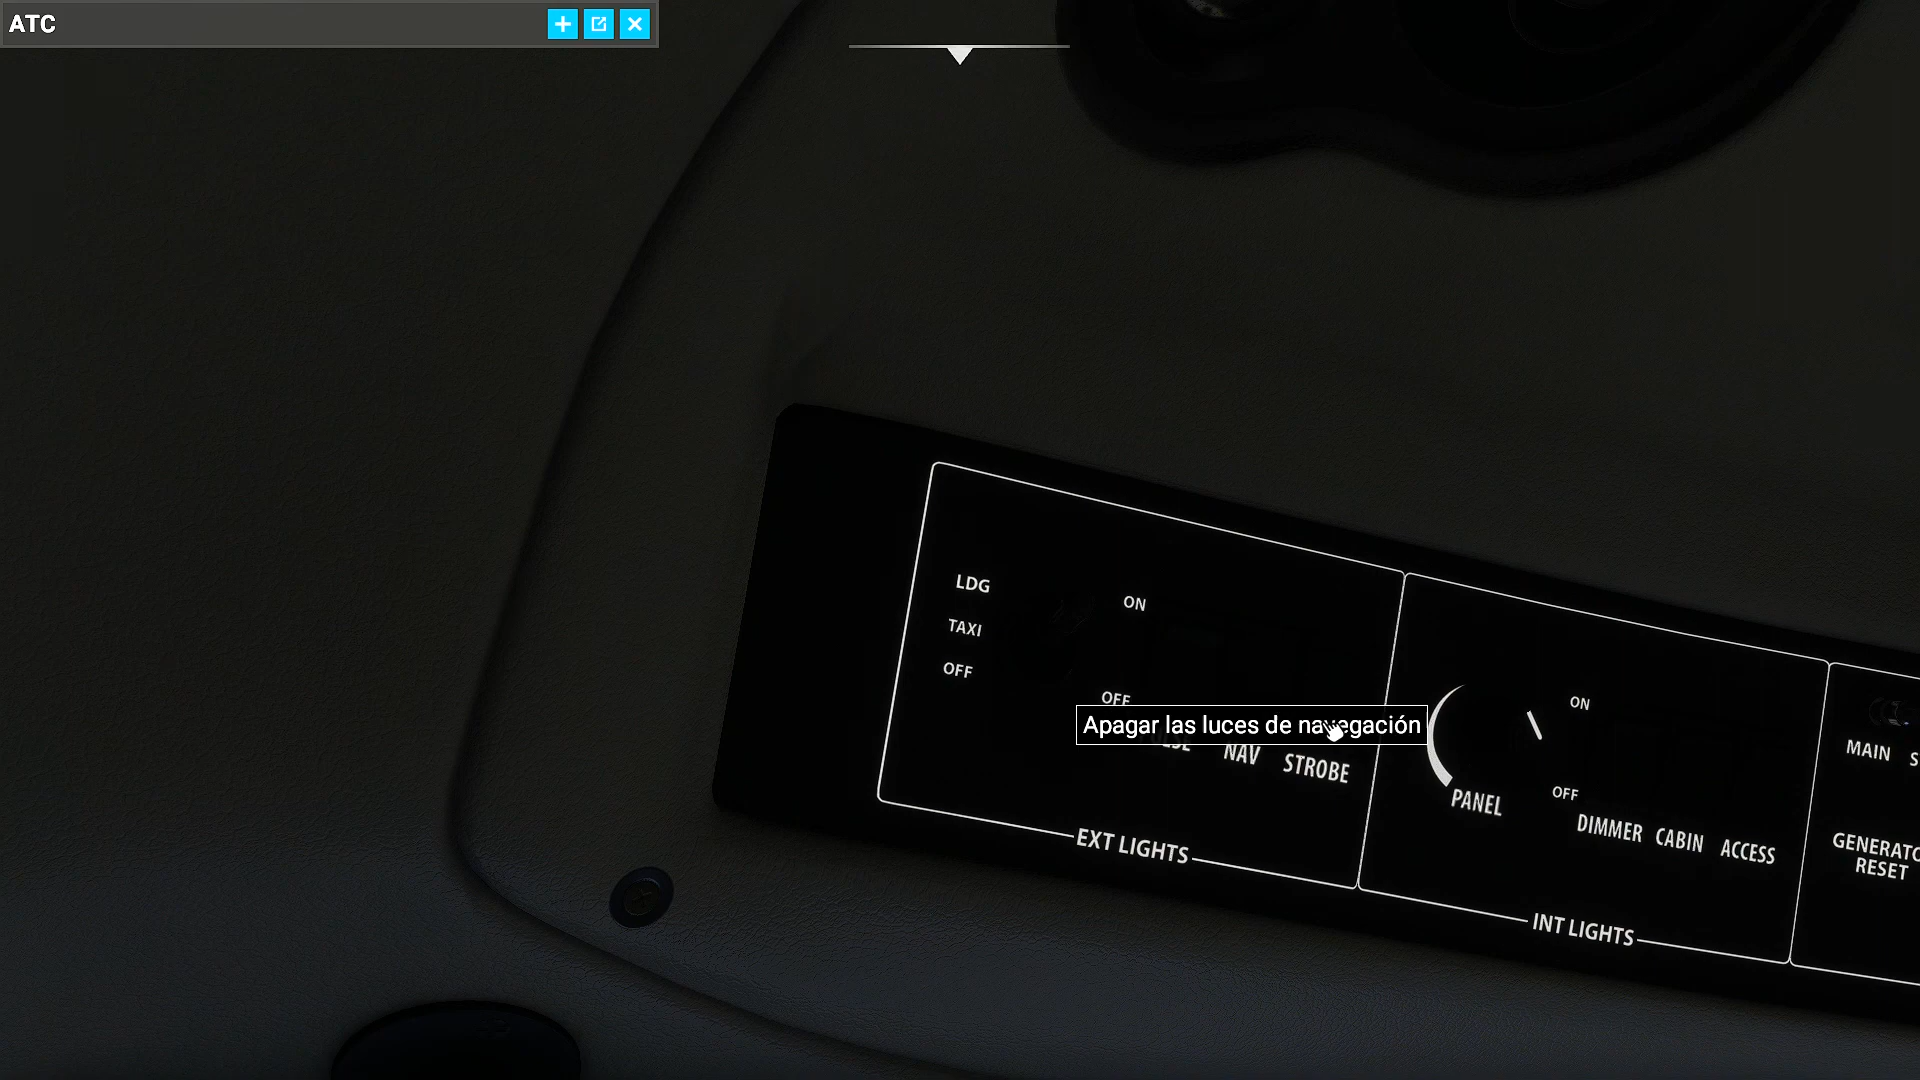 ATC
LDG
TAXI
OFF
ON
OFF
Apagar las luces de navegación
NAV
STROBE
EXT LIGHTS
PANEL
ON
OFF
DIMMER
CABIN
ACCESS
INT LIGHTS
MAIN
RESET